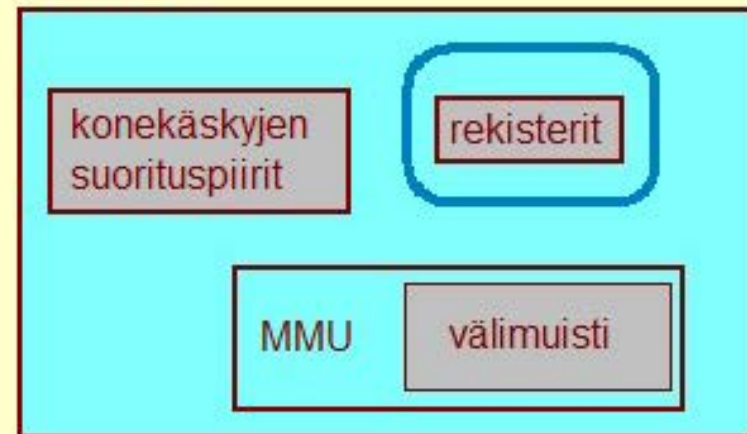 konekäskyjen
suorituspiirit
rekisterit
MMU
välimuisti